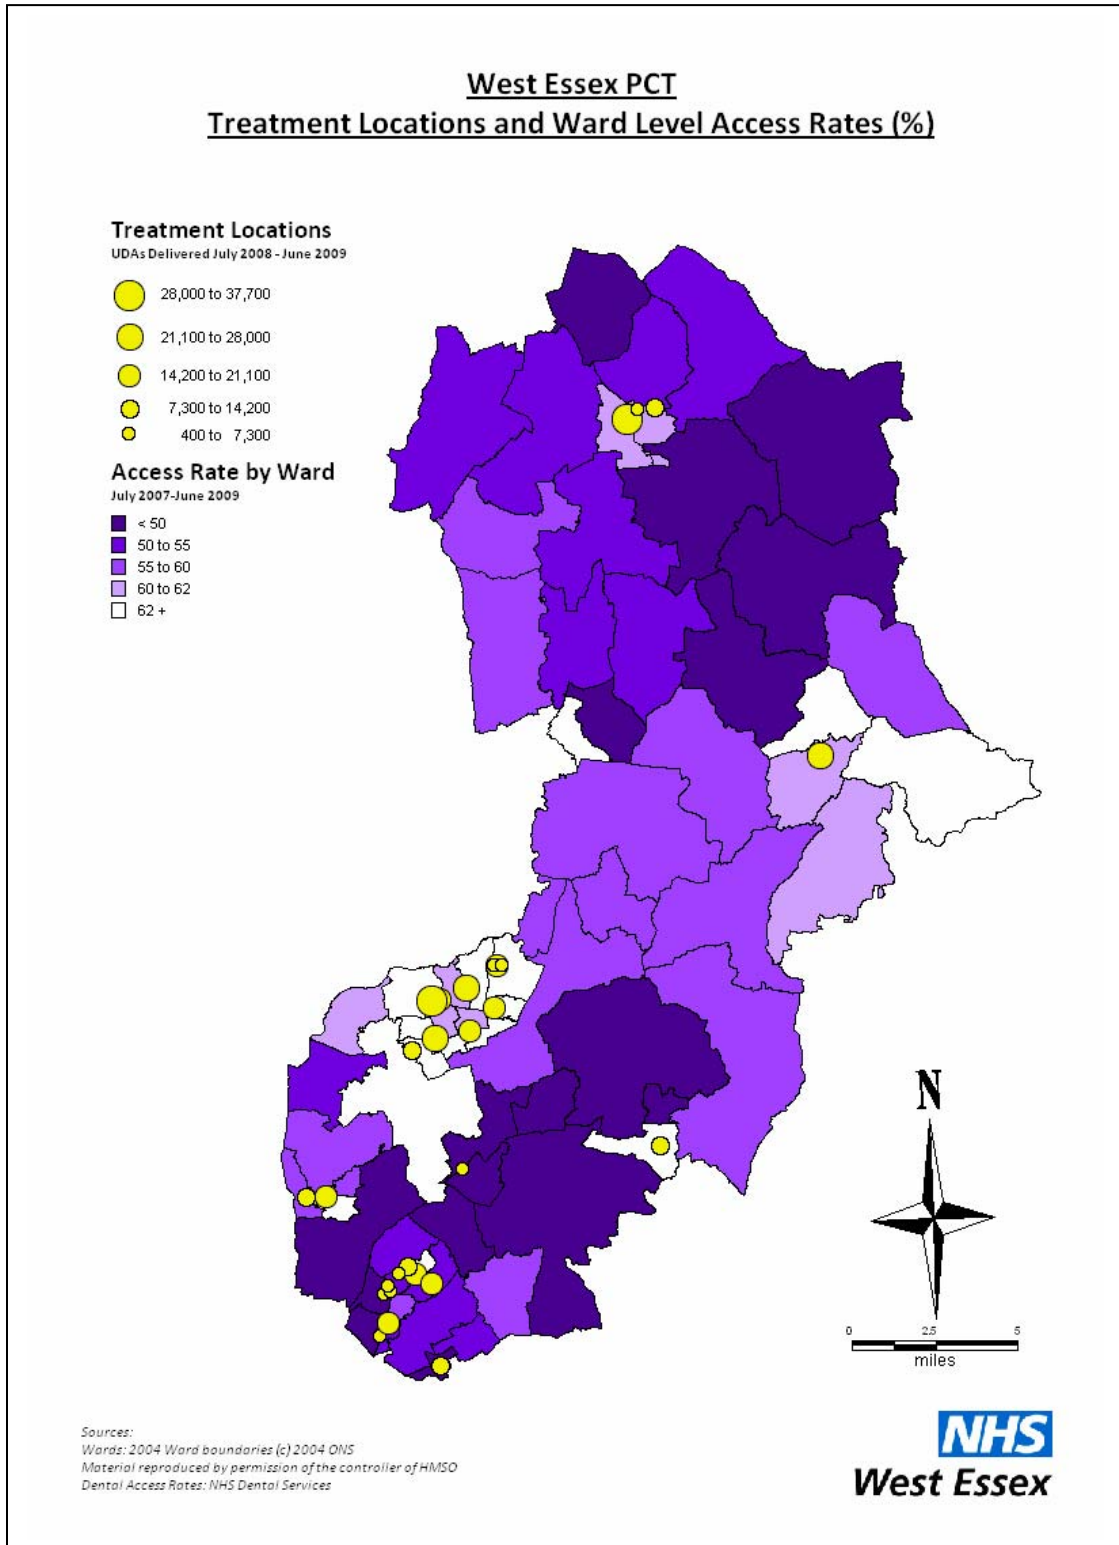 West Essex PCT
Treatment Locations and Ward Level Access Rates (%)
Treatment Locations
UDAs Delivered July 2008 - June 2009
28,000 to 37,700
21,100 to 28,000
14,200 to 21,100
7,300 to 14,200
400 to 7,300
Access Rate by Ward
July 2007-June 2009
< 50
50 to 55
55 to 60
60 to 62
62 +
N
0 2.5 5
miles
Sources:
Wards: 2004 Ward boundaries (c) 2004 ONS
Material reproduced by permission of the controller of HMSO
Dental Access Rates: NHS Dental Services
NHS
West Essex